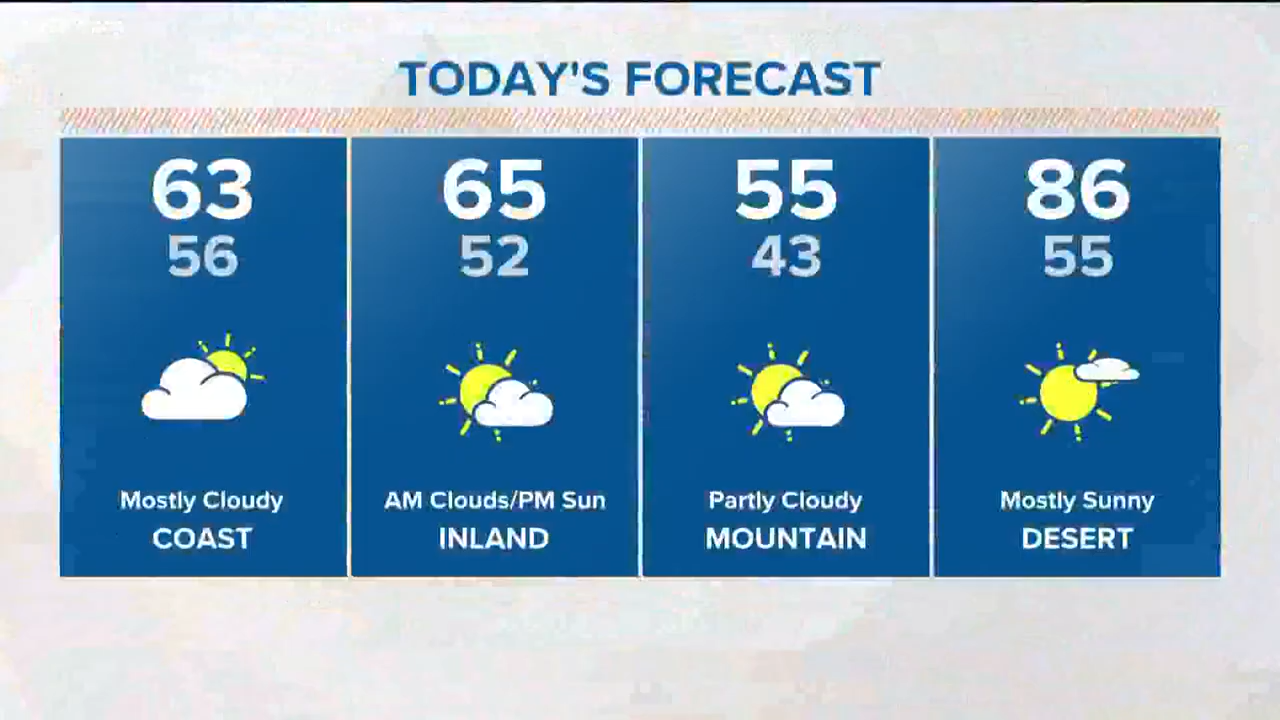 TODAY'S FORECAST
63
56
Mostly Cloudy
COAST
65
52
AM Clouds/PM Sun
INLAND
55
43
Partly Cloudy
MOUNTAIN
86
55
Mostly Sunny
DESERT